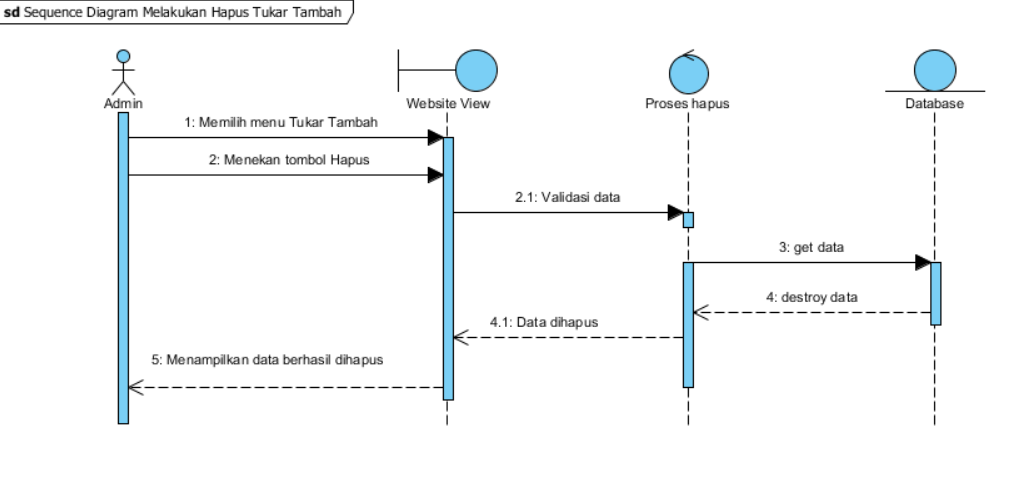 sd Sequence Diagram Melakukan Hapus Tukar Tambah
Admin
Website View
Proses hapus
Database
1: Memilih menu Tukar Tambah
2: Menekan tombol Hapus
2.1: Validasi data
3: get data
4: destroy data
4.1: Data dihapus
5: Menampilkan data berhasil dihapus